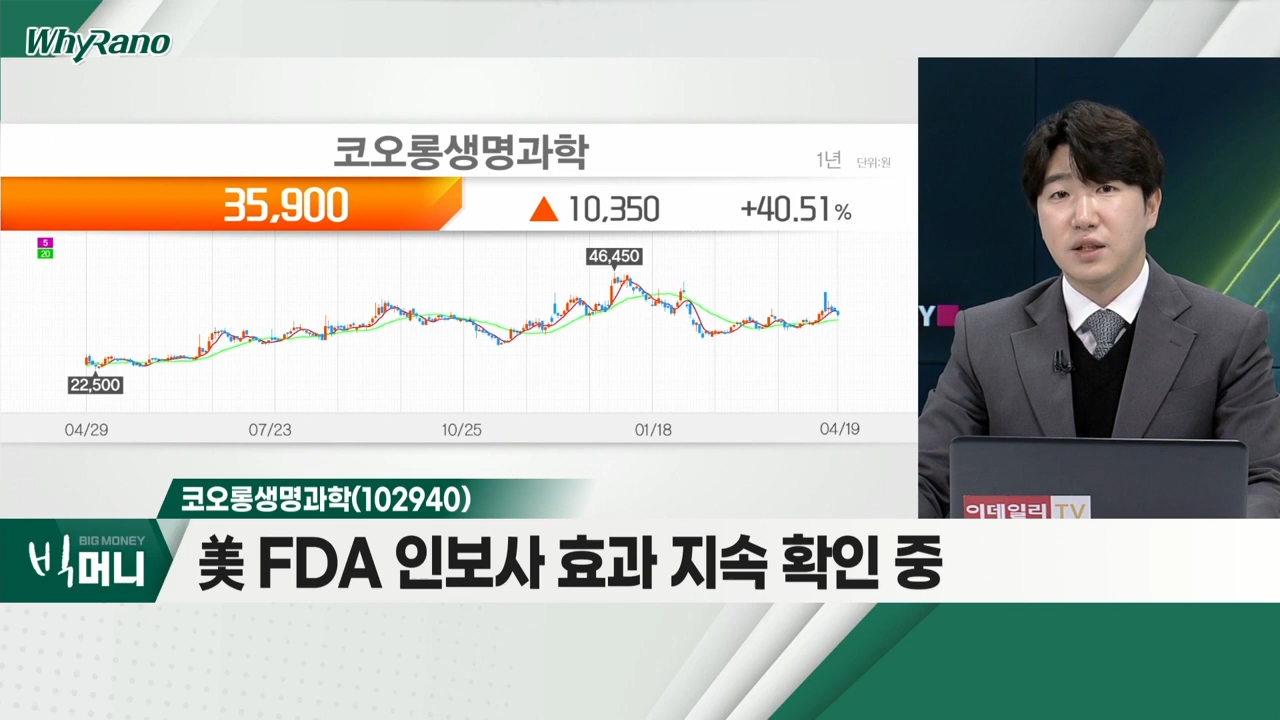 WhyRano
코오롱생명과학
1년 단위:원
35,900 ▲ 10,350 +40.51%
5
20
46,450
22,500
04/29 07/23 10/25 01/18 04/19
Y
이데일리TV
코오롱생명과학(102940)
BIG MONEY
빅머니
美 FDA 인보사 효과 지속 확인 중